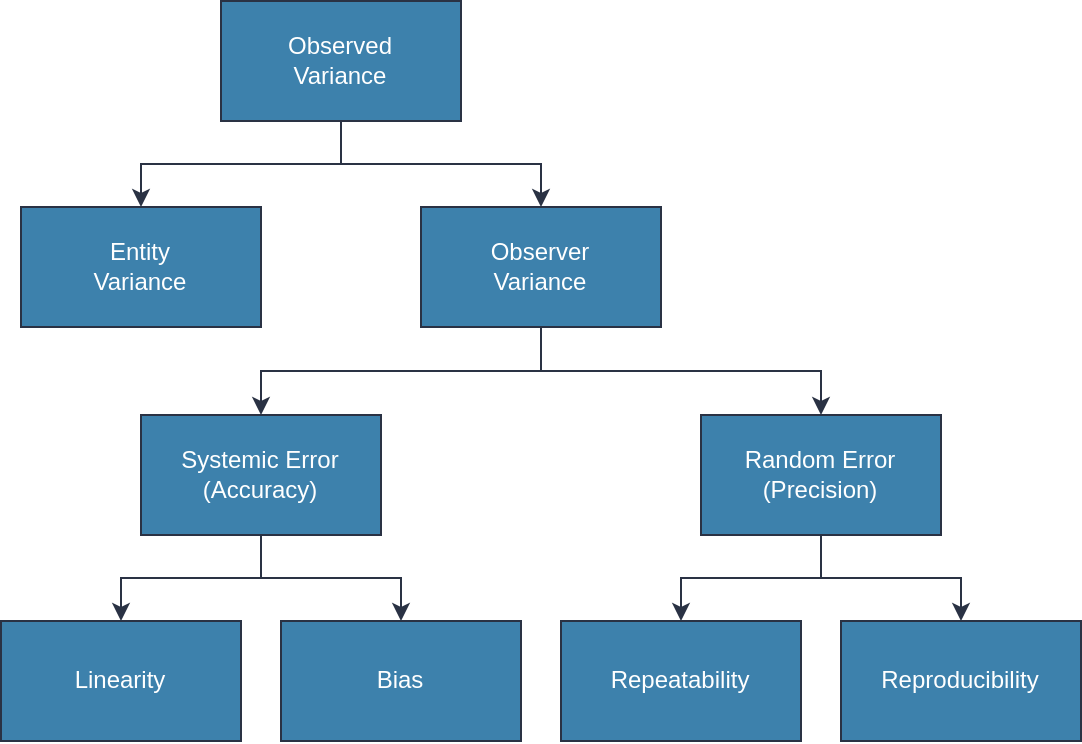 Observed
Variance
Entity
Variance
Observer
Variance
Systemic Error
(Accuracy)
Random Error
(Precision)
Linearity
Bias
Repeatability
Reproducibility